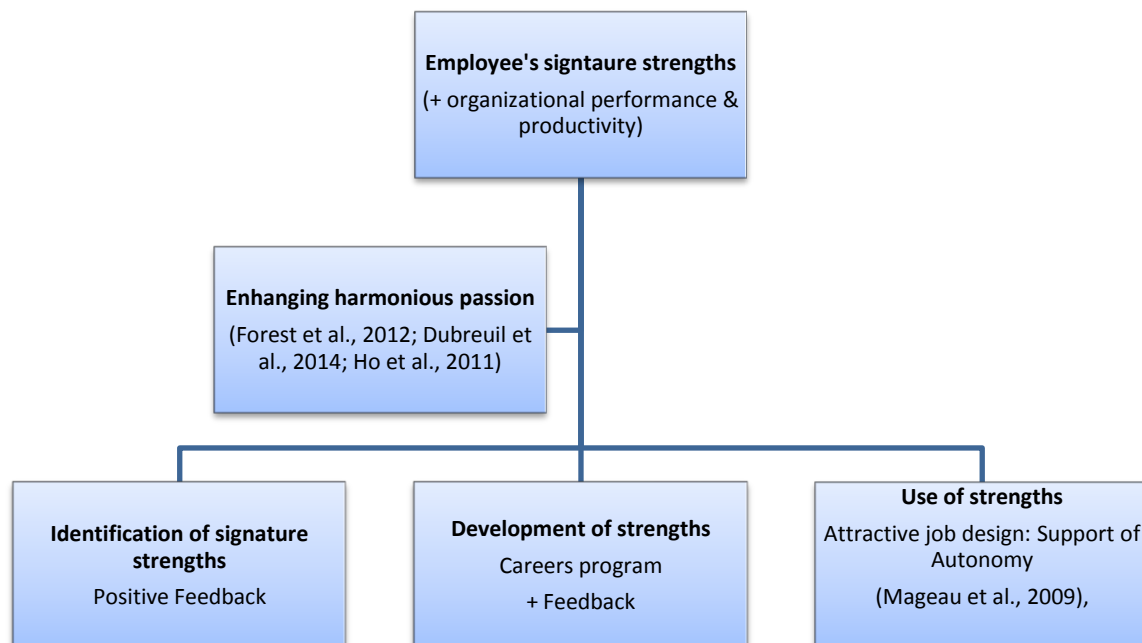 Employee's signtaure strengths
(+ organizational performance &
productivity)
Enhanging harmonious passion
(Forest et al., 2012; Dubreuil et
al., 2014; Ho et al., 2011)
Identification of signature
strengths
Positive Feedback
Development of strengths
Careers program
+ Feedback
Use of strengths
Attractive job design: Support of
Autonomy
(Mageau et al., 2009),